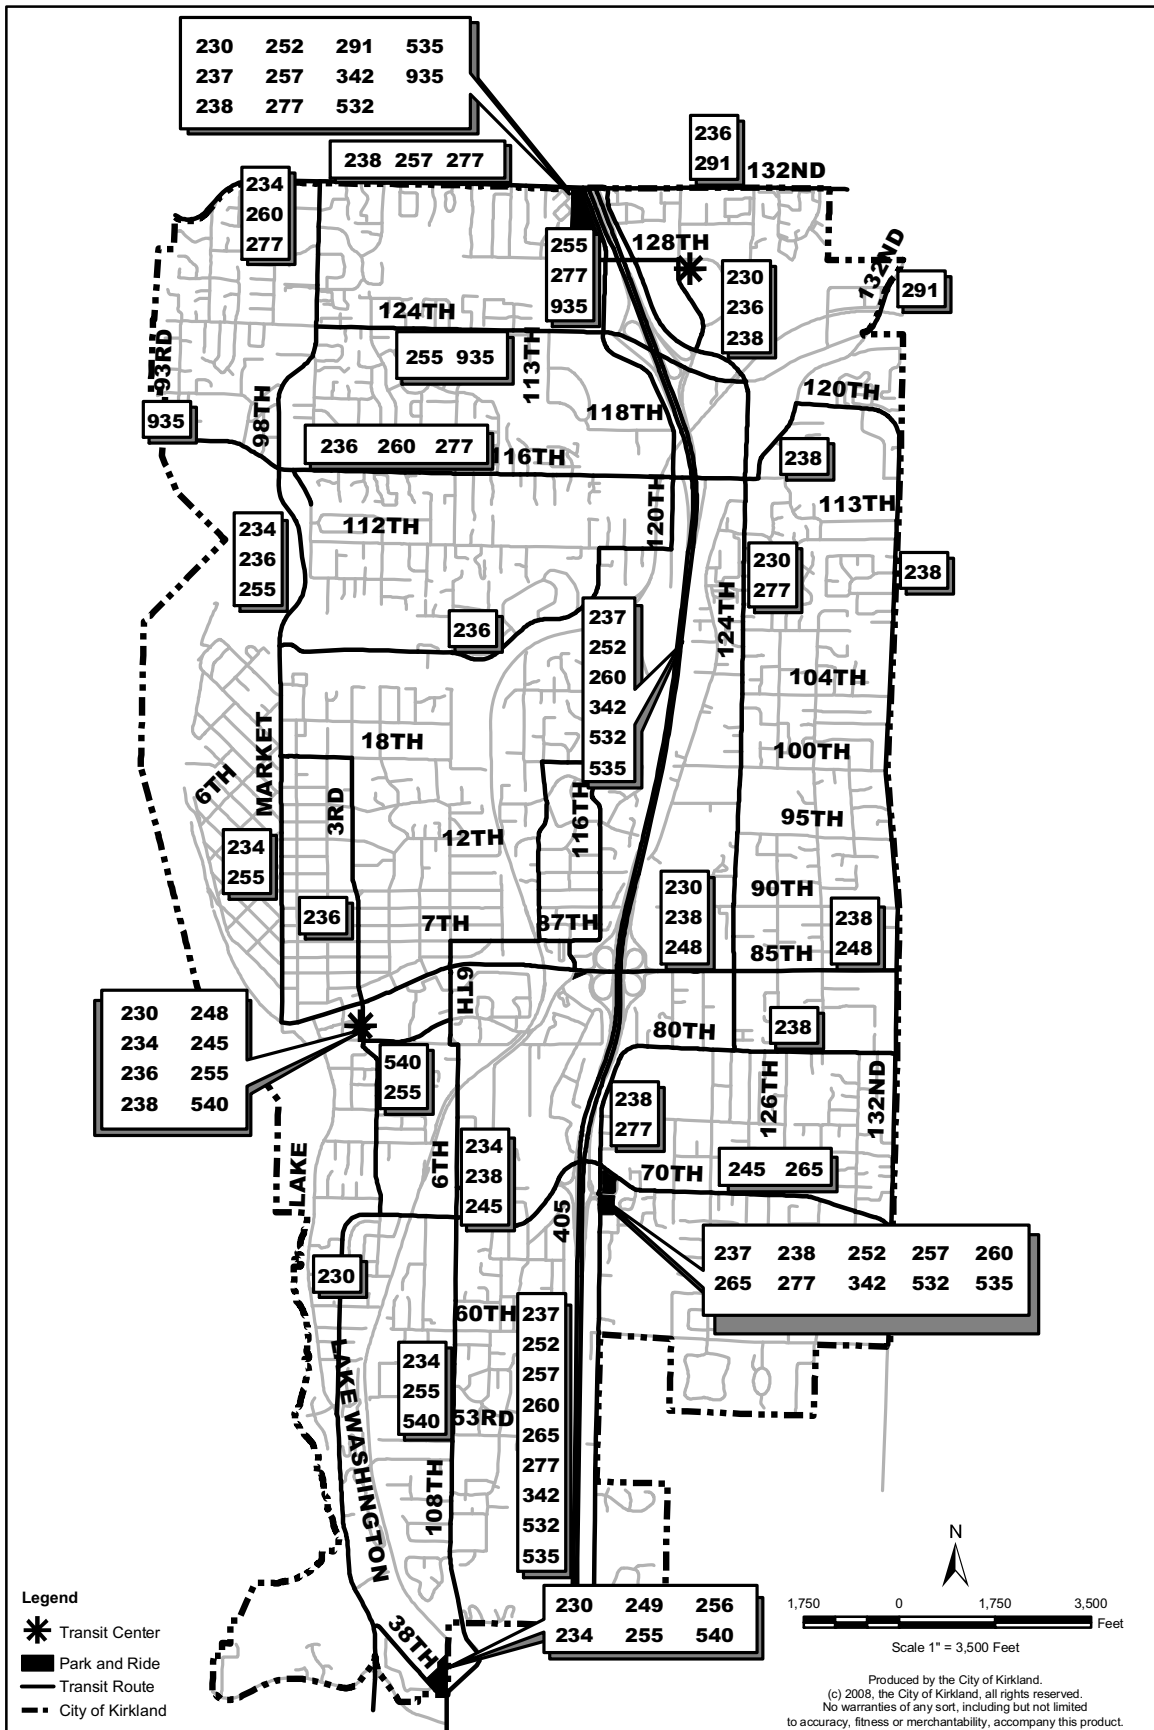 230 252 291 535
237 257 342 935
238 277 532
236
291
132ND
238 257 277
234
260
277
128TH
255
277
935
132ND
230
236
238
291
124TH
113TH
93RD
255 935
120TH
98TH
118TH
935
236 260 277
116TH
238
120TH
113TH
112TH
234
236
255
230
277
238
124TH
236
237
252
260
342
532
535
104TH
MARKET
18TH
100TH
6TH
3RD
116TH
95TH
12TH
234
255
230
238
248
90TH
238
248
236
7TH
87TH
85TH
6TH
230 248
234 245
236 255
238 540
80TH
238
540
255
126TH
132ND
238
277
LAKE
6TH
234
238
245
70TH
245 265
405
237 238 252 257 260
265 277 342 532 535
230
60TH
237
252
257
260
265
277
342
532
535
LAKE WASHINGTON
234
255
540
53RD
108TH
N
38TH
230 249 256
234 255 540
1,750 0 1,750 3,500
Feet
Scale 1" = 3,500 Feet
Legend
Transit Center
Park and Ride
Transit Route
City of Kirkland
Produced by the City of Kirkland.
(c) 2008, the City of Kirkland, all rights reserved.
No warranties of any sort, including but not limited
to accuracy, fitness or merchantability, accompany this product.